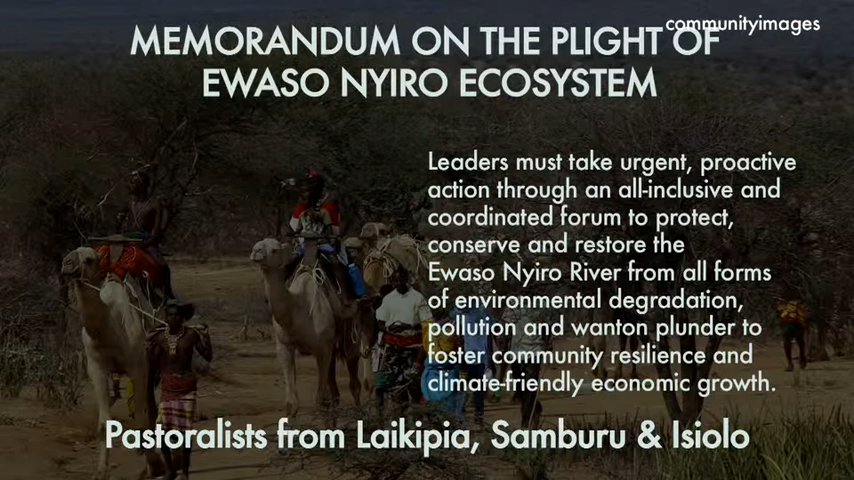 communityimages
MEMORANDUM ON THE PLIGHT OF
EWASO NYIRO ECOSYSTEM
Leaders must take urgent, proactive
action through an all-inclusive and
coordinated forum to protect,
conserve and restore the
Ewaso Nyiro River from all forms
of environmental degradation,
pollution and wanton plunder to
foster community resilience and
climate-friendly economic growth.
Pastoralists from Laikipia, Samburu & Isiolo